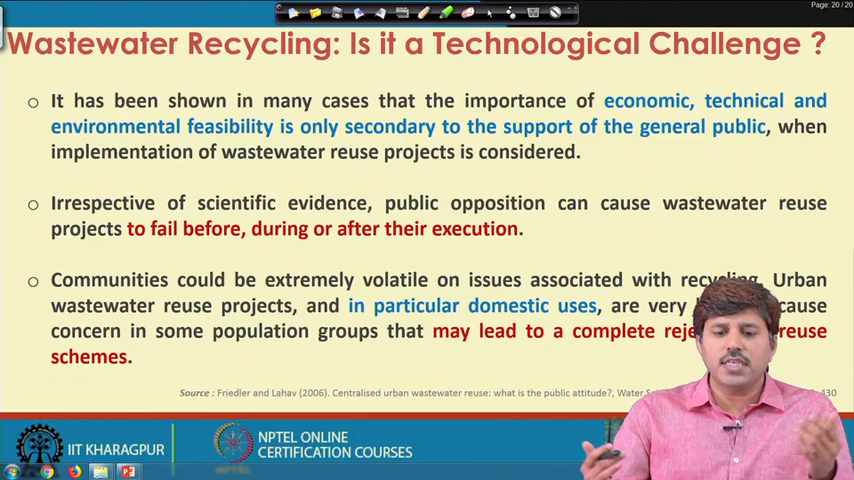 Page: 20 / 20
Wastewater Recycling: Is it a Technological Challenge ?
o It has been shown in many cases that the importance of economic, technical and
environmental feasibility is only secondary to the support of the general public, when
implementation of wastewater reuse projects is considered.
o Irrespective of scientific evidence, public opposition can cause wastewater reuse
projects to fail before, during or after their execution.
o Communities could be extremely volatile on issues associated with recycling. Urban
wastewater reuse projects, and in particular domestic uses, are very cause
concern in some population groups that may lead to a complete reuse
schemes.
Source : Friedler and Lahav (2006). Centralised urban wastewater reuse: what is the public attitude?, Water 430
IIT KHARAGPUR
NPTEL ONLINE
CERTIFICATION COURSES